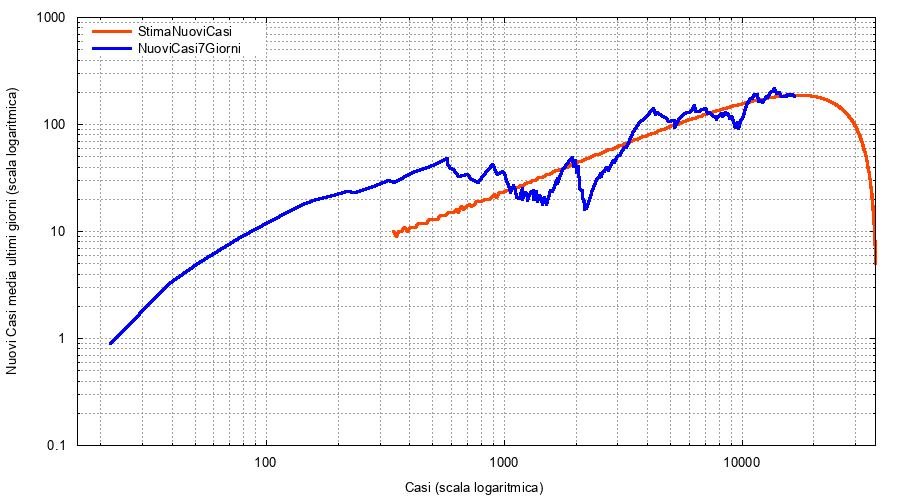 1000
100
10
1
0.1
StimaNuoviCasi
NuoviCasi7Giorni
Nuovi Casi media ultimi giorni (scala logaritmica)
100 1000 10000
Casi (scala logaritmica)